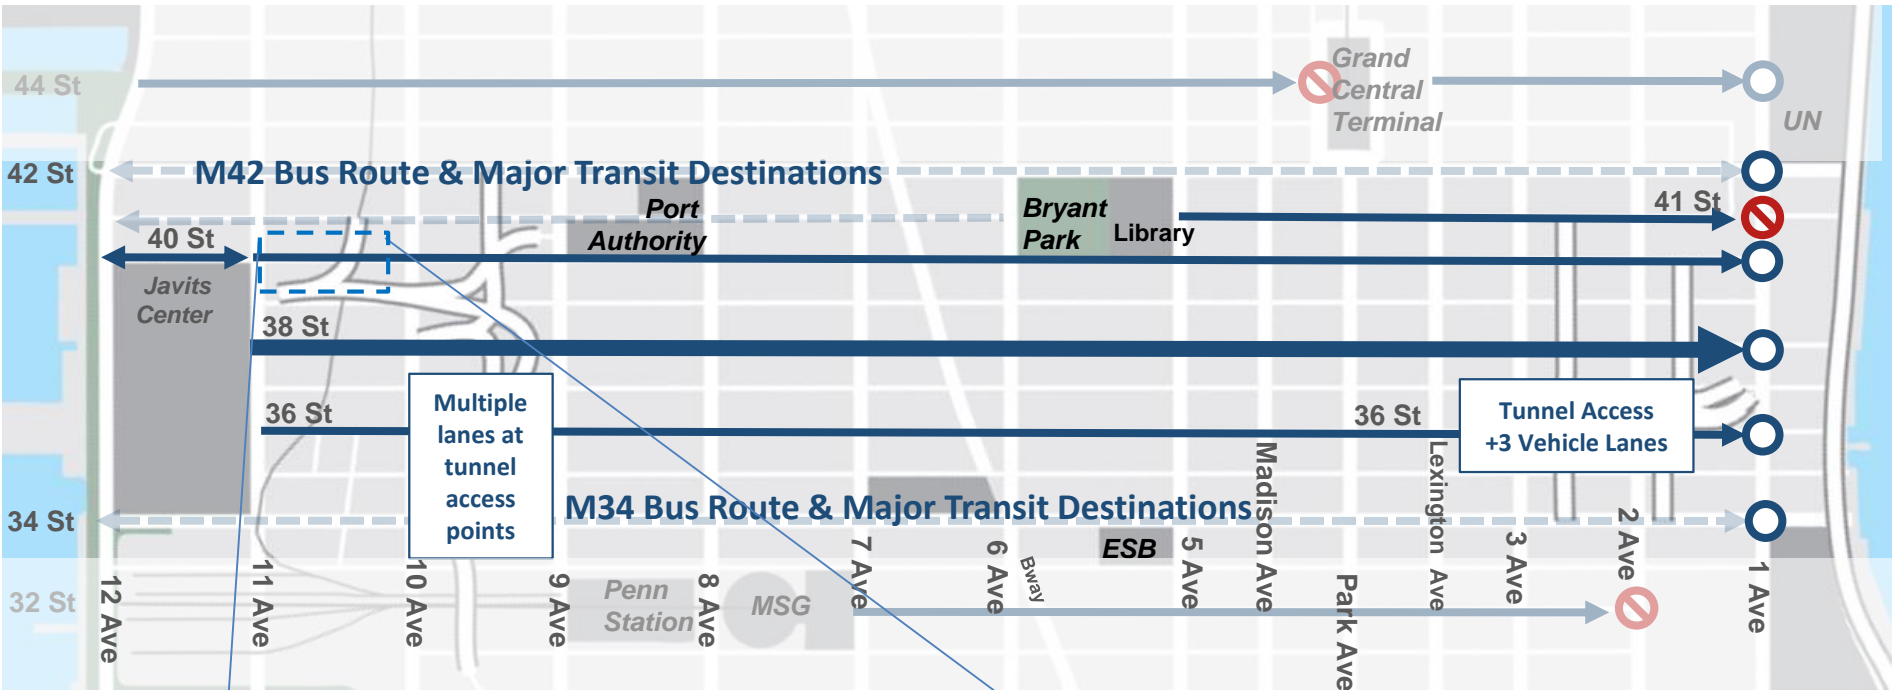 44 St
Grand
Central
Terminal
UN
42 St
M42 Bus Route & Major Transit Destinations
41 St
Port
Authority
Bryant
Park
Library
40 St
Javits
Center
38 St
36 St
Multiple
lanes at
tunnel
access
points
36 St
Tunnel Access
+3 Vehicle Lanes
34 St
M34 Bus Route & Major Transit Destinations
ESB
32 St
Penn
Station
MSG
12 Ave
11 Ave
10 Ave
9 Ave
8 Ave
7 Ave
6 Ave
Bway
5 Ave
Madison Ave
Park Ave
Lexington Ave
3 Ave
2 Ave
1 Ave